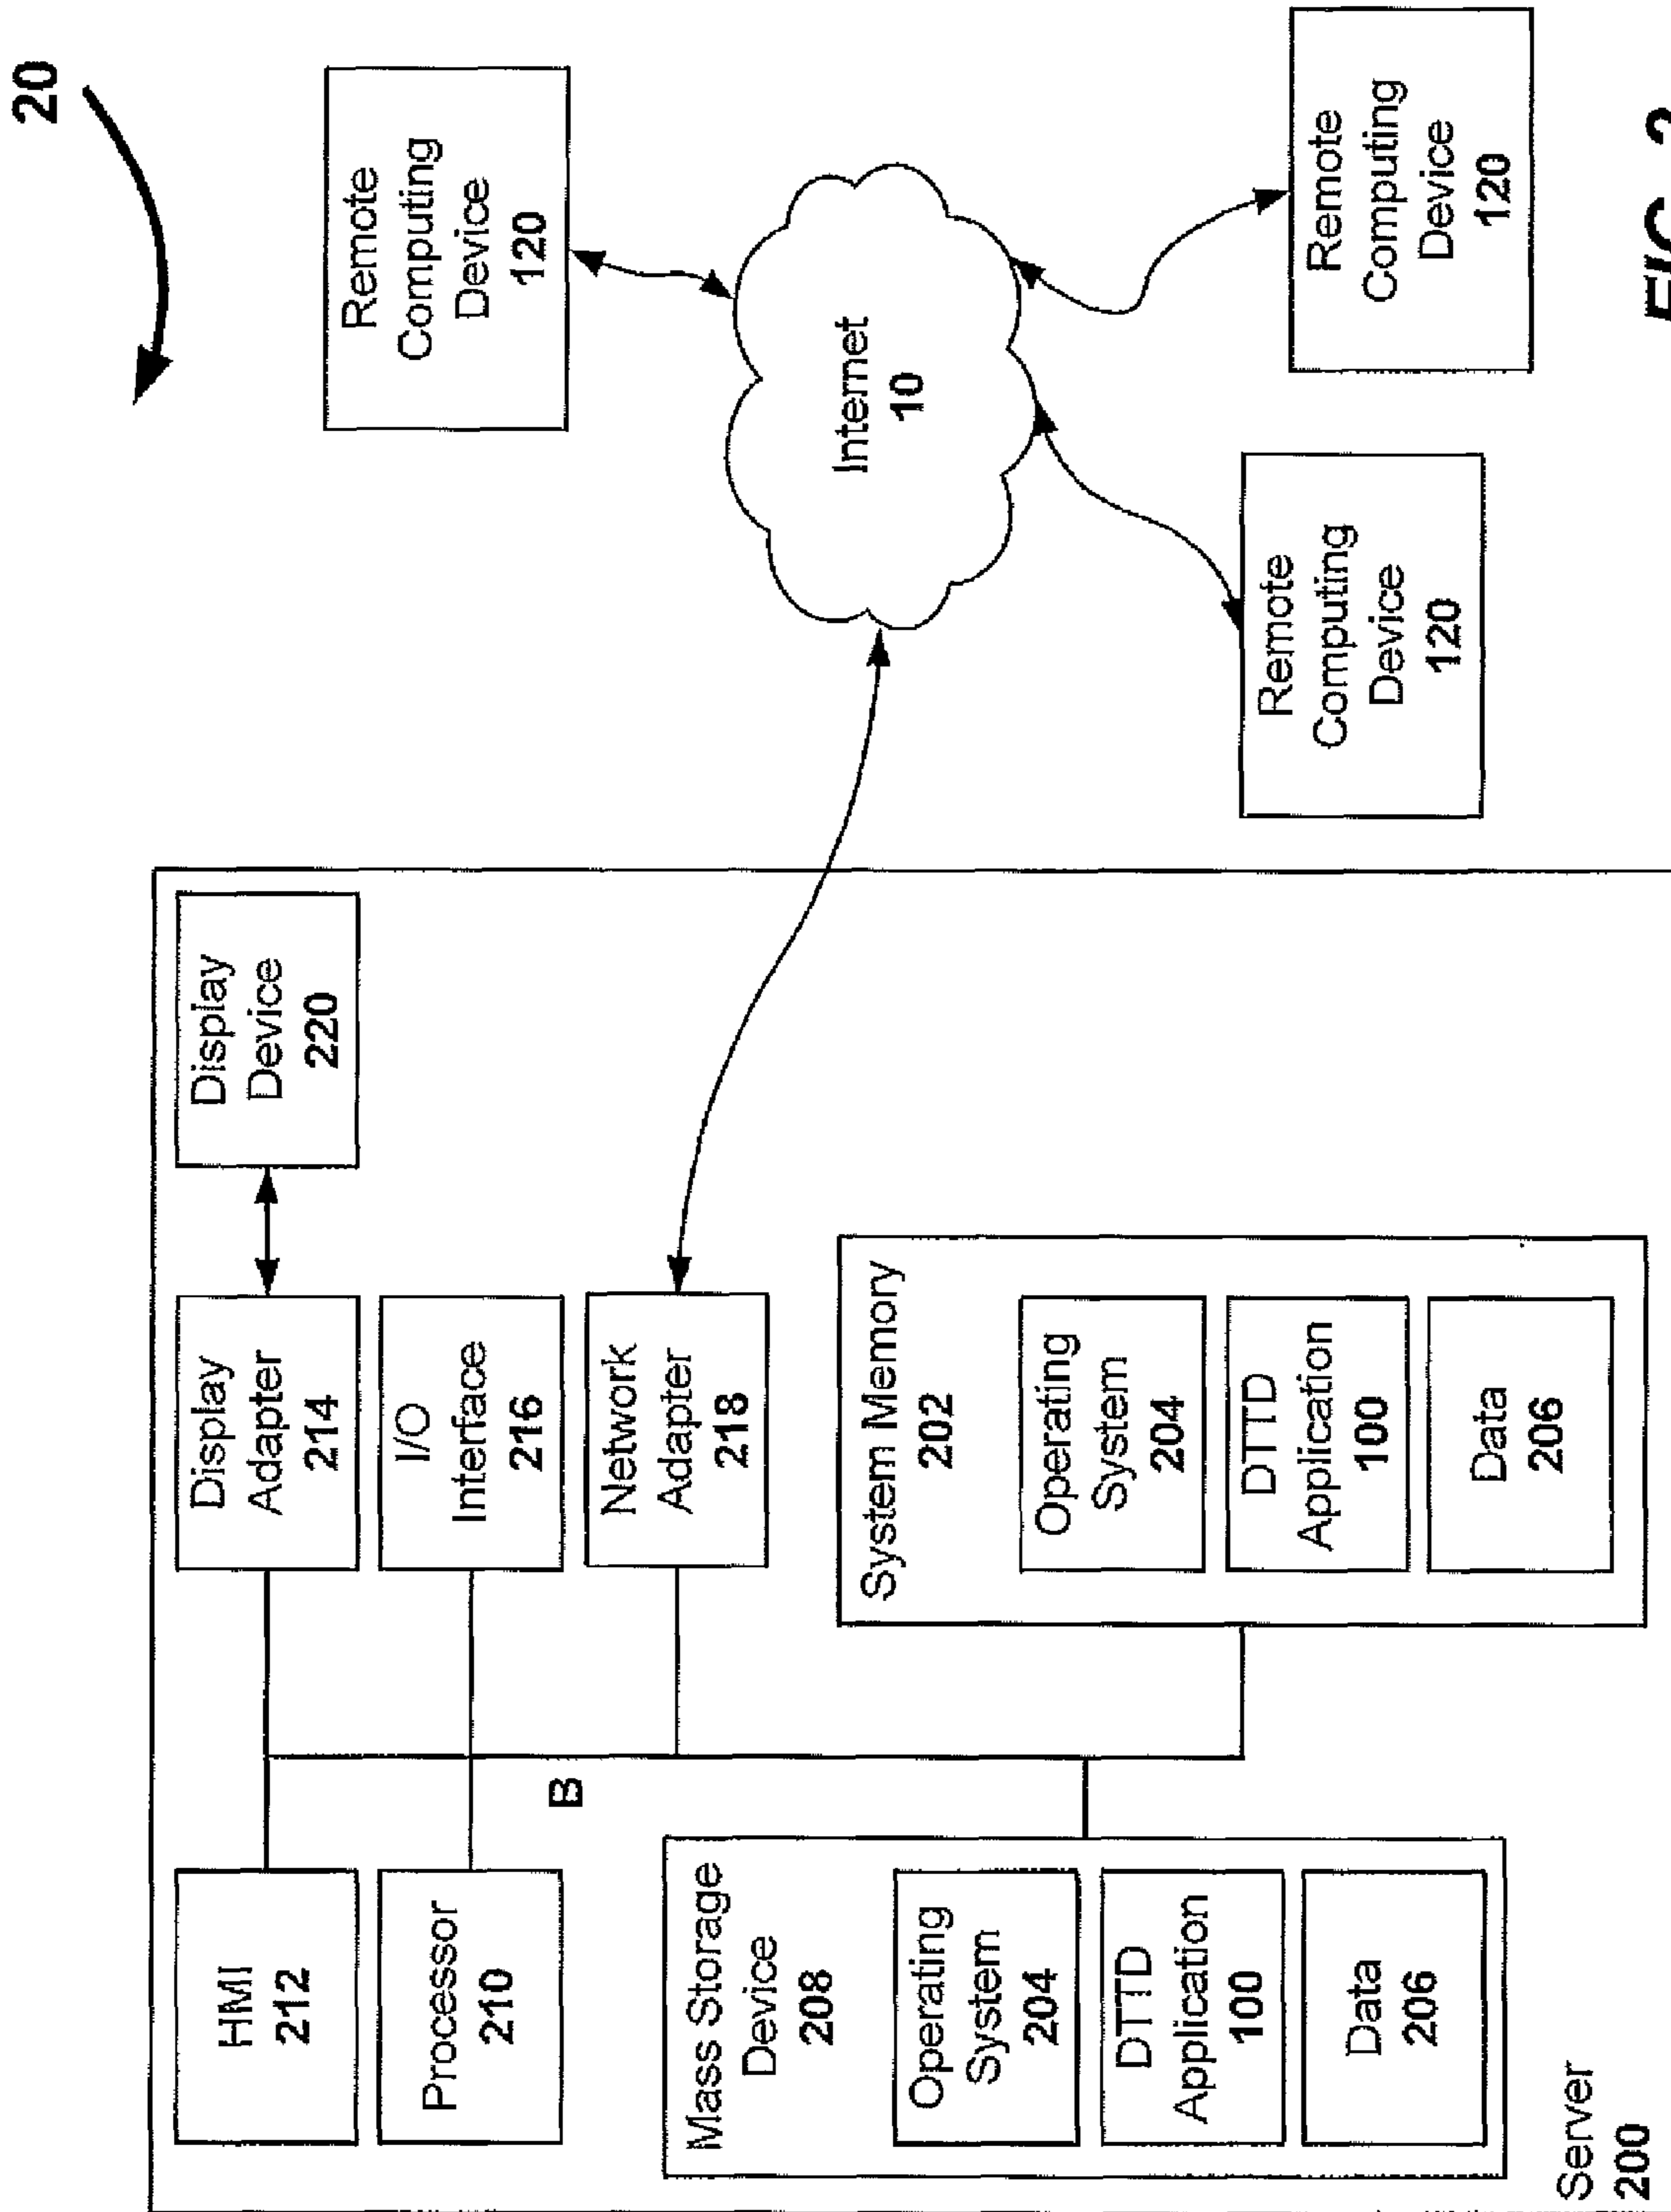 20
HMI
212
Display
Adapter
214
Display
Device
220
Remote
Computing
Device
120
Processor
210
I/O
Interface
216
B
Network
Adapter
218
Mass Storage
Device
208
Operating
System
204
DTTD
Application
100
Data
206
System Memory
202
Operating
System
204
DTTD
Application
100
Data
206
Internet
10
Remote
Computing
Device
120
Remote
Computing
Device
120
Server
200
FIG.